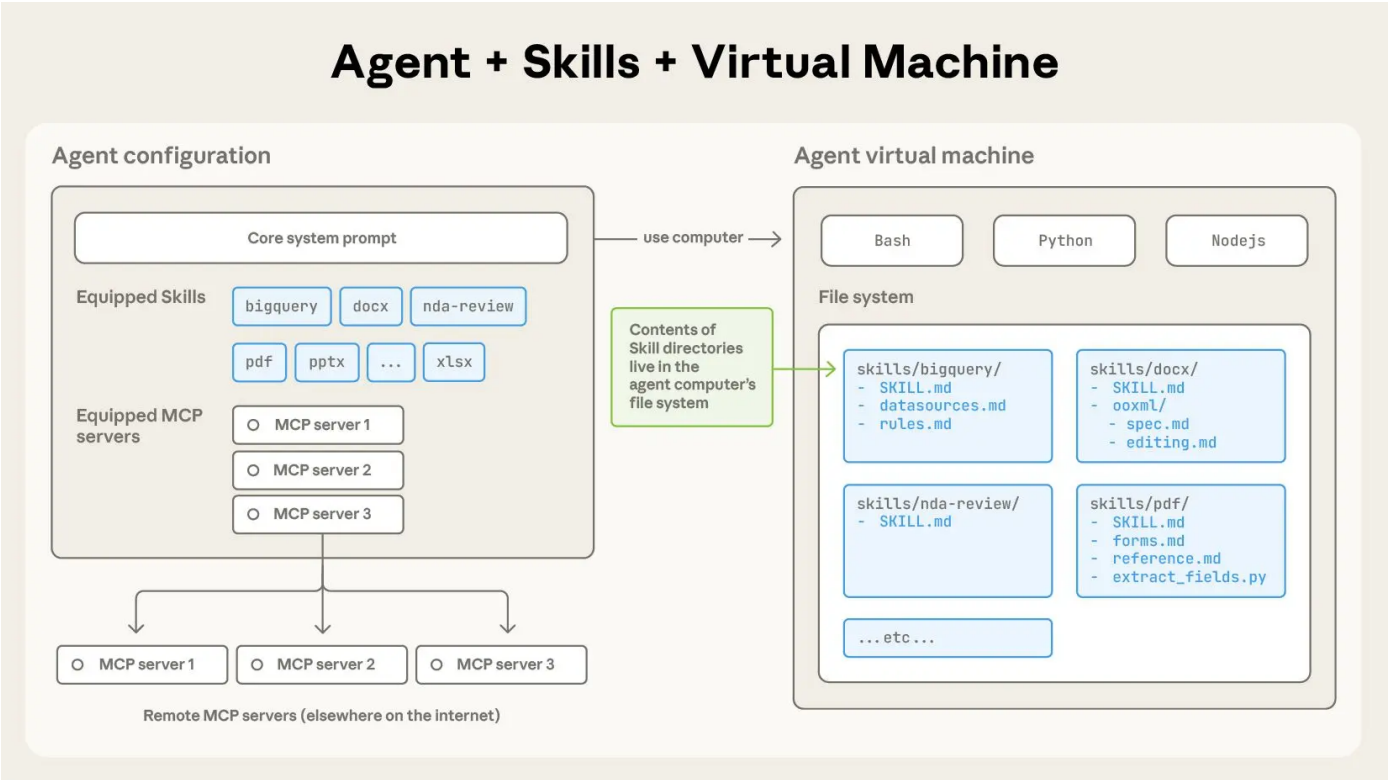 Agent + Skills + Virtual Machine
Agent configuration
Core system prompt
Equipped Skills
bigquery
docx
nda-review
pdf
pptx
...
xlsx
Equipped MCP
servers
MCP server 1
MCP server 2
MCP server 3
MCP server 1
MCP server 2
MCP server 3
Remote MCP servers (elsewhere on the internet)
use computer
Contents of
Skill directories
live in the
agent computer's
file system
Agent virtual machine
Bash
Python
Nodejs
File system
skills/bigquery/
- SKILL.md
- datasources.md
- rules.md
skills/docx/
- SKILL.md
- ooxml/
- spec.md
- editing.md
skills/nda-review/
- SKILL.md
skills/pdf/
- SKILL.md
- forms.md
- reference.md
- extract_fields.py
...etc...